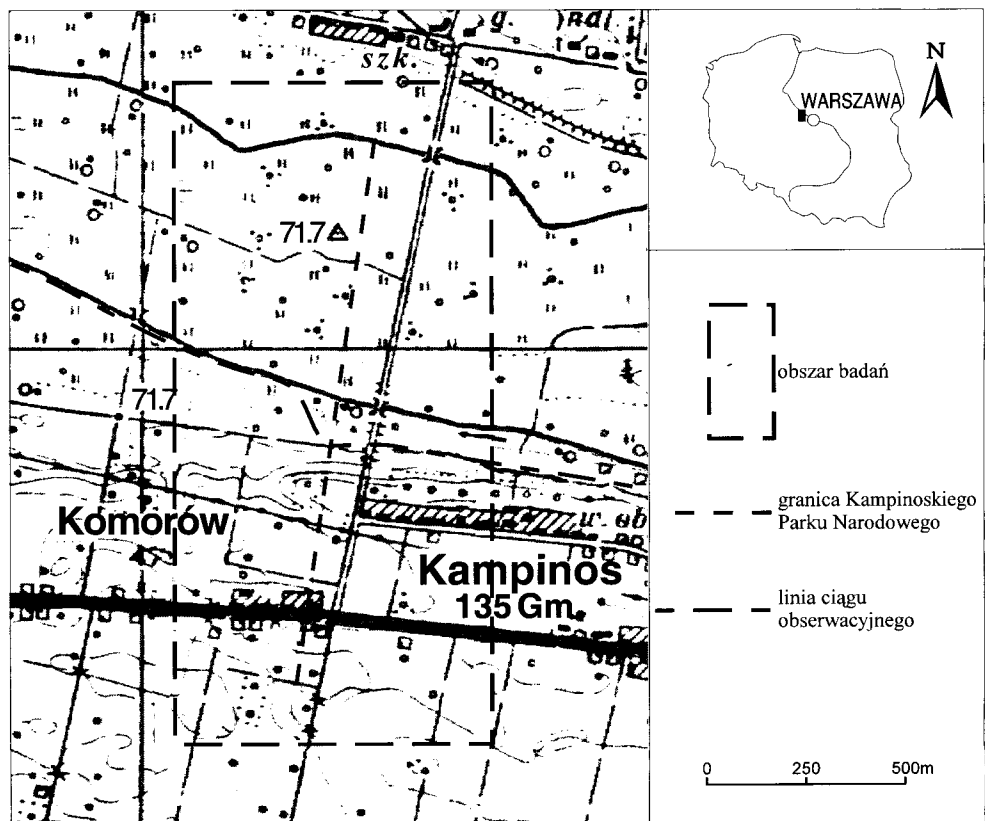 szk.
71.7
71.7
Komorów
Kampinos
135 Gm.
w. ob
N
WARSZAWA
obszar badań
granica Kampinoskiego
Parku Narodowego
linia ciągu
obserwacyjnego
0 250 500m